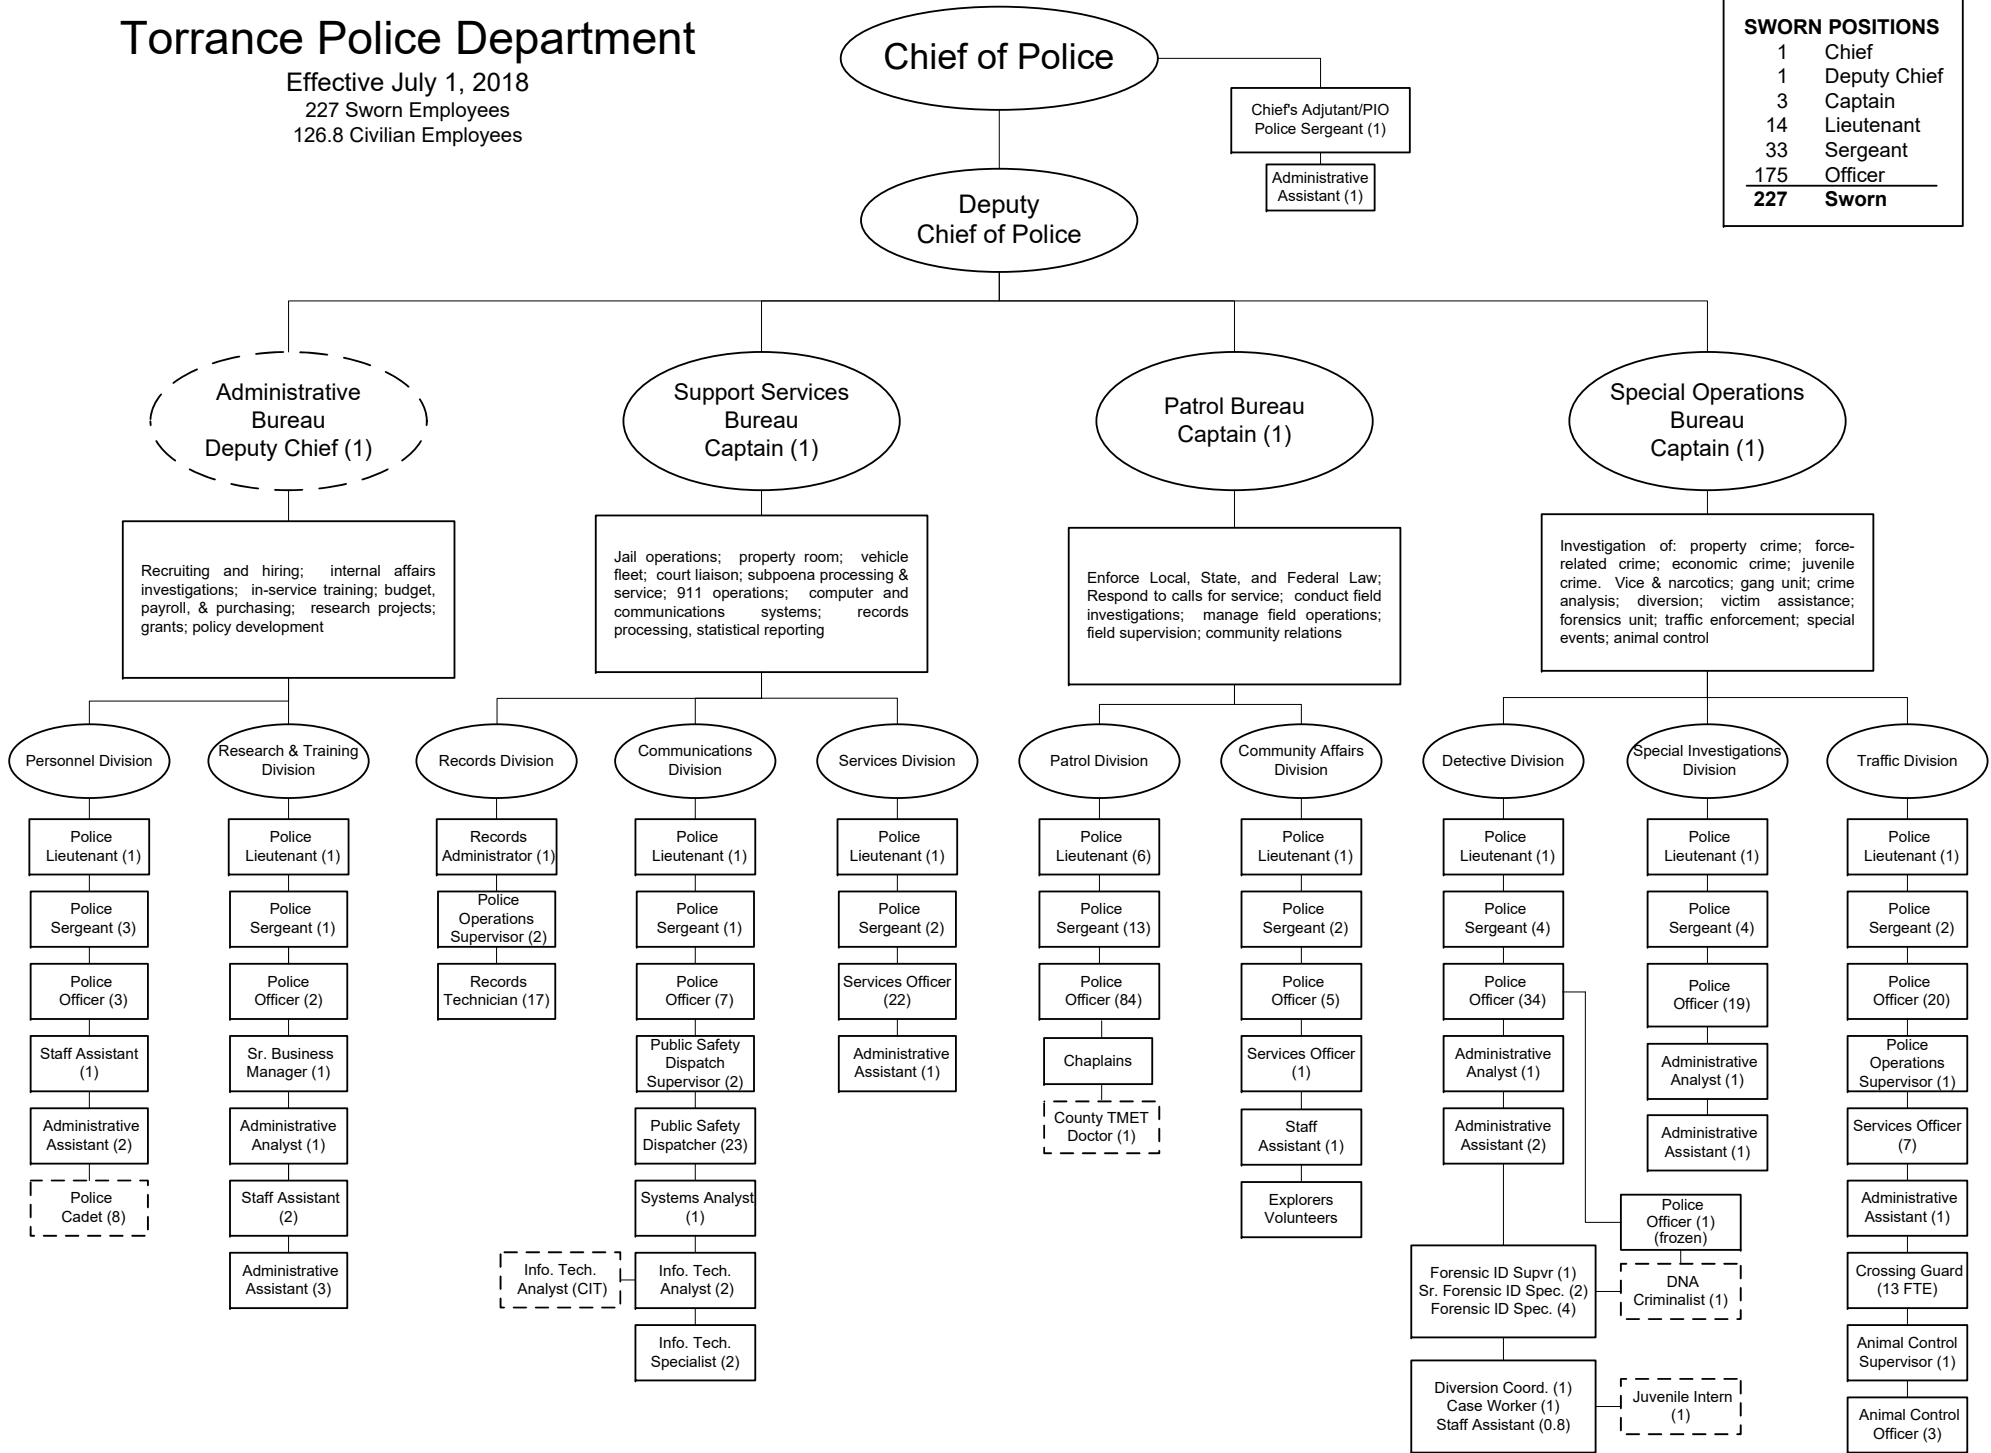 Torrance Police Department
Effective July 1, 2018
227 Sworn Employees
126.8 Civilian Employees
Chief of Police
Chief's Adjutant/PIO
Police Sergeant (1)
Administrative
Assistant (1)
SWORN POSITIONS
1 Chief
1 Deputy Chief
3 Captain
14 Lieutenant
33 Sergeant
175 Officer
227 Sworn
Deputy
Chief of Police
Administrative
Bureau
Deputy Chief (1)
Support Services
Bureau
Captain (1)
Patrol Bureau
Captain (1)
Special Operations
Bureau
Captain (1)
Recruiting and hiring; internal affairs
investigations; in-service training; budget,
payroll, & purchasing; research projects;
grants; policy development
Jail operations; property room; vehicle
fleet; court liaison; subpoena processing &
service; 911 operations; computer and
communications systems; records
processing, statistical reporting
Enforce Local, State, and Federal Law;
Respond to calls for service; conduct field
investigations; manage field operations;
field supervision; community relations
Investigation of: property crime; force-
related crime; economic crime; juvenile
crime. Vice & narcotics; gang unit; crime
analysis; diversion; victim assistance;
forensics unit; traffic enforcement; special
events; animal control
Personnel Division
Police
Lieutenant (1)
Police
Sergeant (3)
Police
Officer (3)
Staff Assistant
(1)
Administrative
Assistant (2)
Police
Cadet (8)
Research & Training
Division
Police
Lieutenant (1)
Police
Sergeant (1)
Police
Officer (2)
Sr. Business
Manager (1)
Administrative
Analyst (1)
Staff Assistant
(2)
Administrative
Assistant (3)
Records Division
Records
Administrator (1)
Police
Operations
Supervisor (2)
Records
Technician (17)
Communications
Division
Police
Lieutenant (1)
Police
Sergeant (1)
Police
Officer (7)
Public Safety
Dispatch
Supervisor (2)
Public Safety
Dispatcher (23)
Systems Analyst
(1)
Info. Tech.
Analyst (CIT)
Info. Tech.
Analyst (2)
Info. Tech.
Specialist (2)
Services Division
Police
Lieutenant (1)
Police
Sergeant (2)
Services Officer
(22)
Administrative
Assistant (1)
Patrol Division
Police
Lieutenant (6)
Police
Sergeant (13)
Police
Officer (84)
Chaplains
County TMET
Doctor (1)
Community Affairs
Division
Police
Lieutenant (1)
Police
Sergeant (2)
Police
Officer (5)
Services Officer
(1)
Staff
Assistant (1)
Explorers
Volunteers
Detective Division
Police
Lieutenant (1)
Police
Sergeant (4)
Police
Officer (34)
Administrative
Analyst (1)
Administrative
Assistant (2)
Forensic ID Supvr (1)
Sr. Forensic ID Spec. (2)
Forensic ID Spec. (4)
Diversion Coord. (1)
Case Worker (1)
Staff Assistant (0.8)
Special Investigations
Division
Police
Lieutenant (1)
Police
Sergeant (4)
Police
Officer (19)
Administrative
Analyst (1)
Administrative
Assistant (1)
Police
Officer (1)
(frozen)
DNA
Criminalist (1)
Juvenile Intern
(1)
Traffic Division
Police
Lieutenant (1)
Police
Sergeant (2)
Police
Officer (20)
Police
Operations
Supervisor (1)
Services Officer
(7)
Administrative
Assistant (1)
Crossing Guard
(13 FTE)
Animal Control
Supervisor (1)
Animal Control
Officer (3)